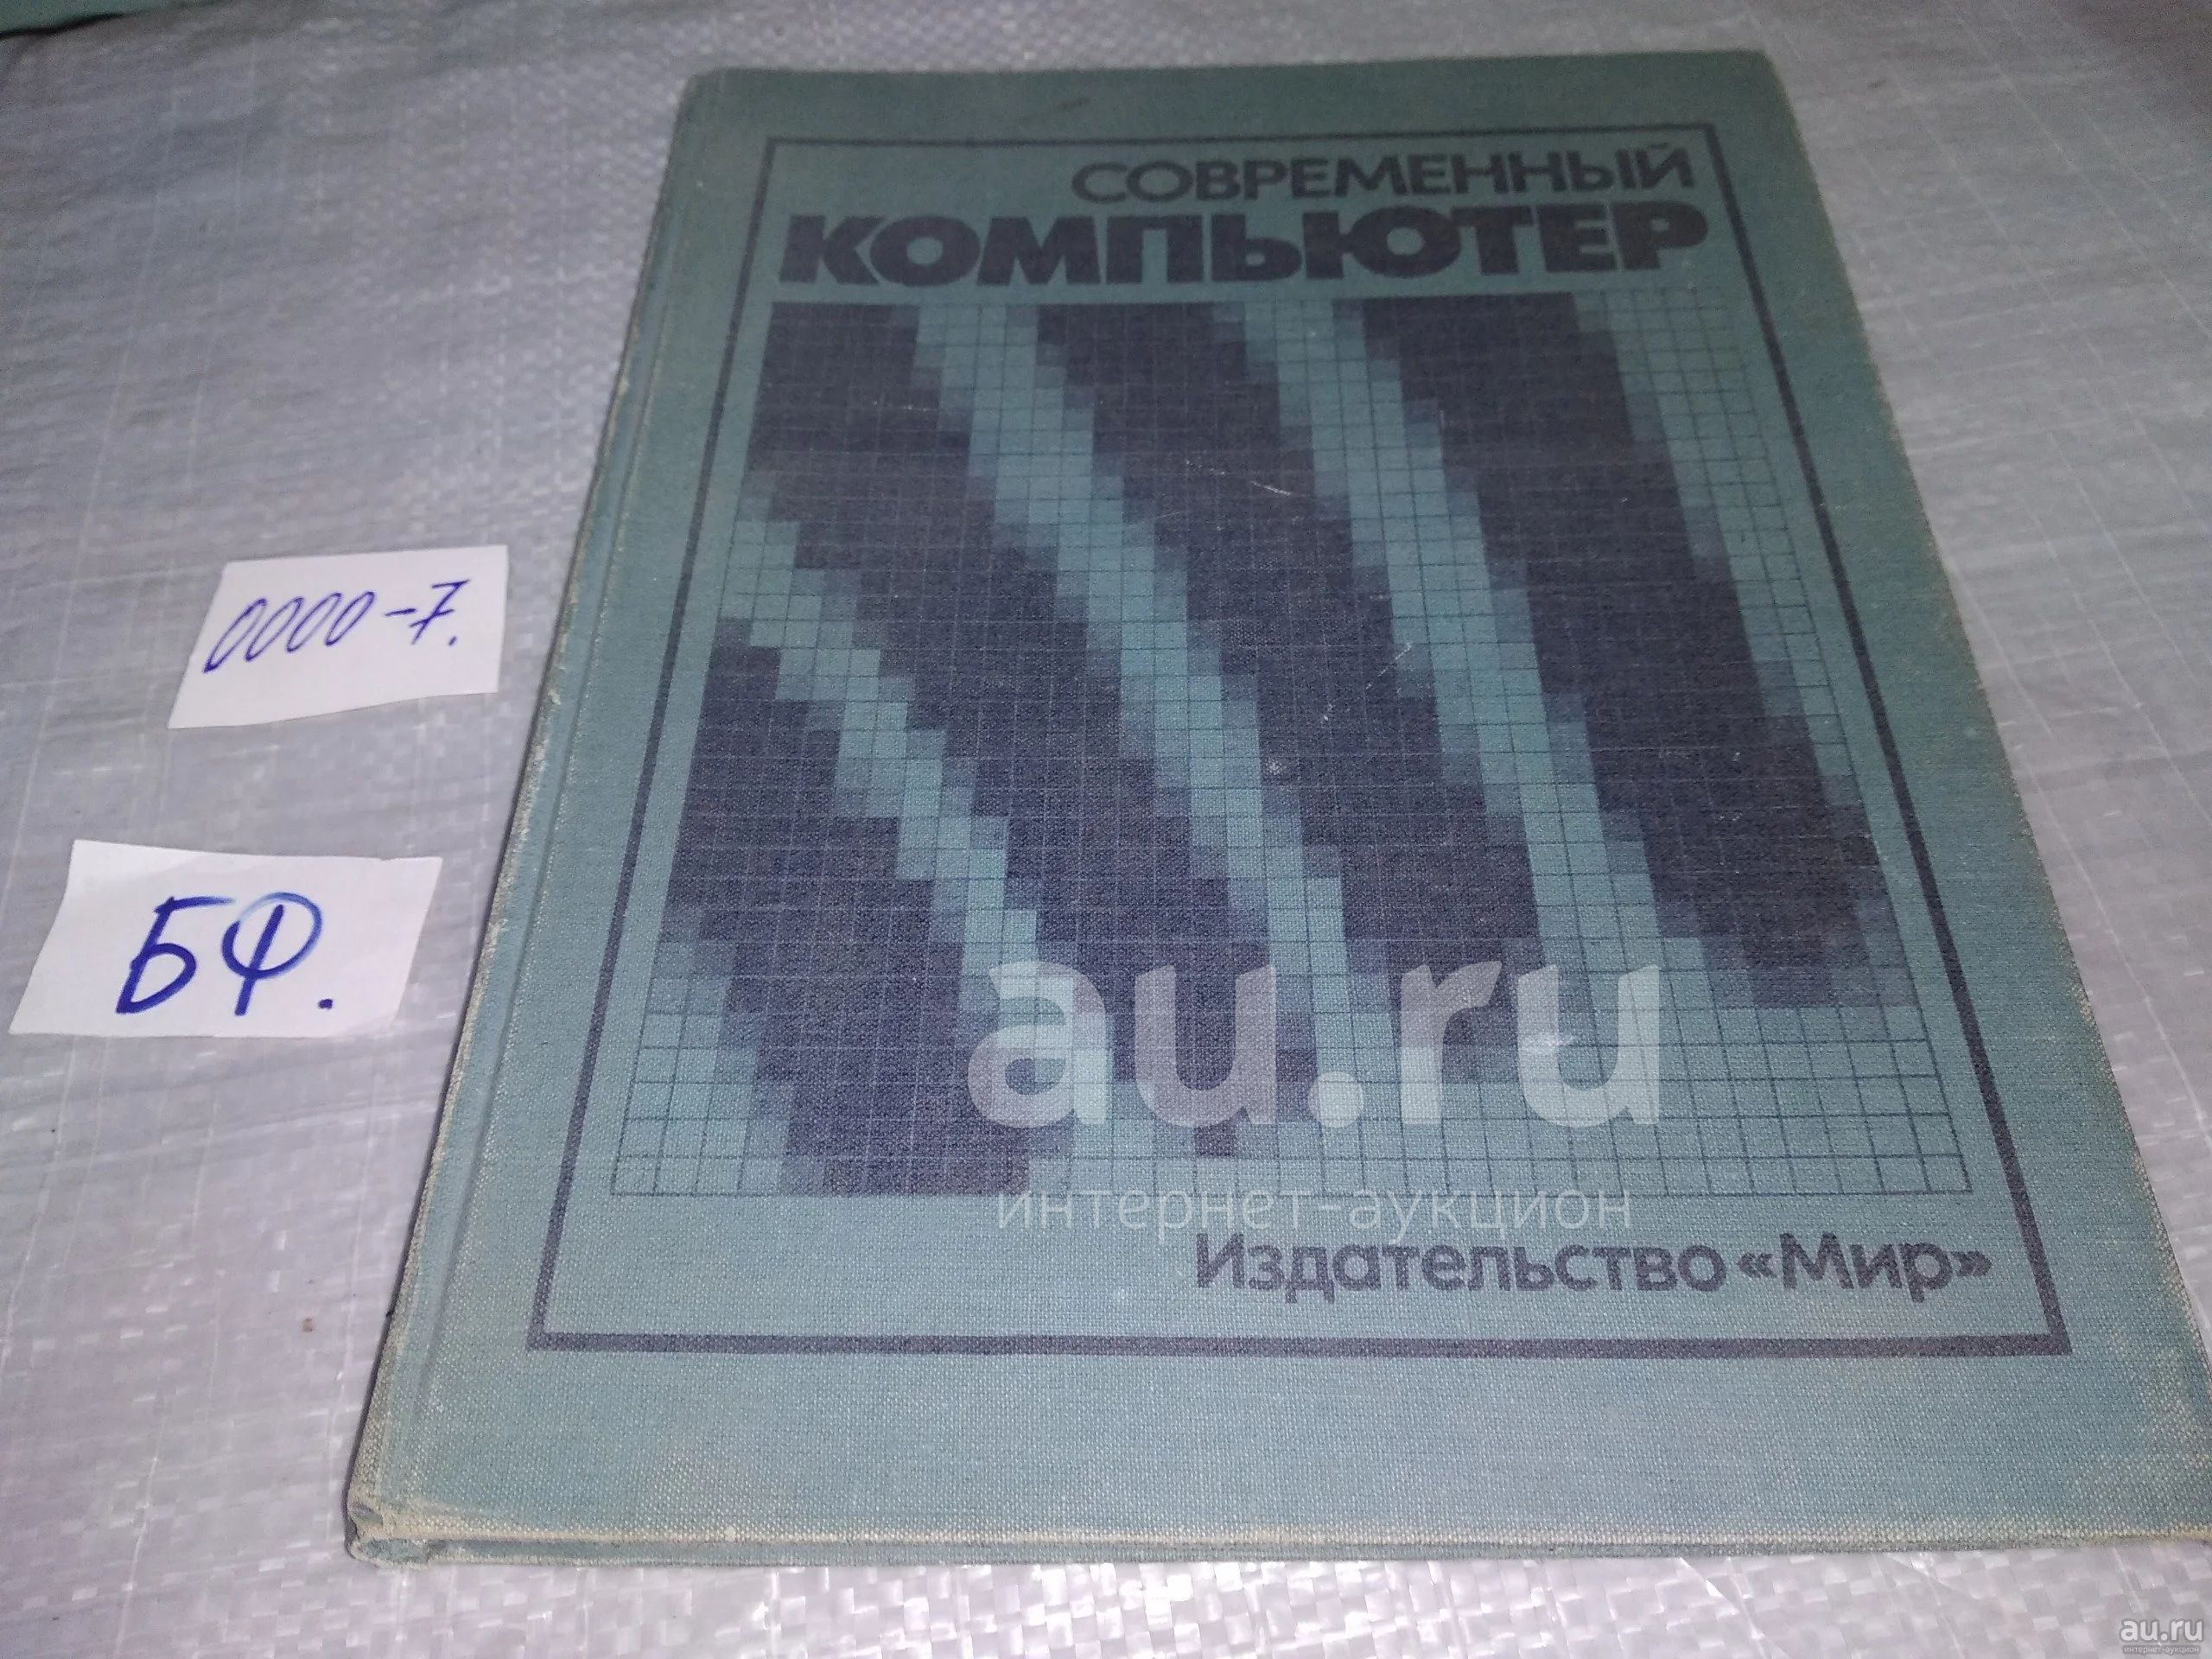 СОВРЕМЕННЫЙ
КОМПЬЮТЕР
0000-7.
БФ.
au.ru
интернет-аукцион
Издательство «Мир»
au.ru
интернет-аукцион